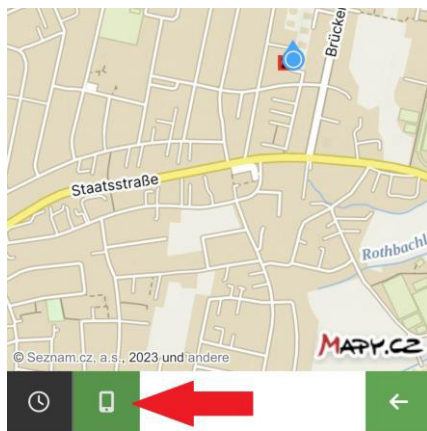 Brücken
Staatsstraße
Rothbachl
© Seznam.cz, a.s., 2023 und andere
MAPY.CZ